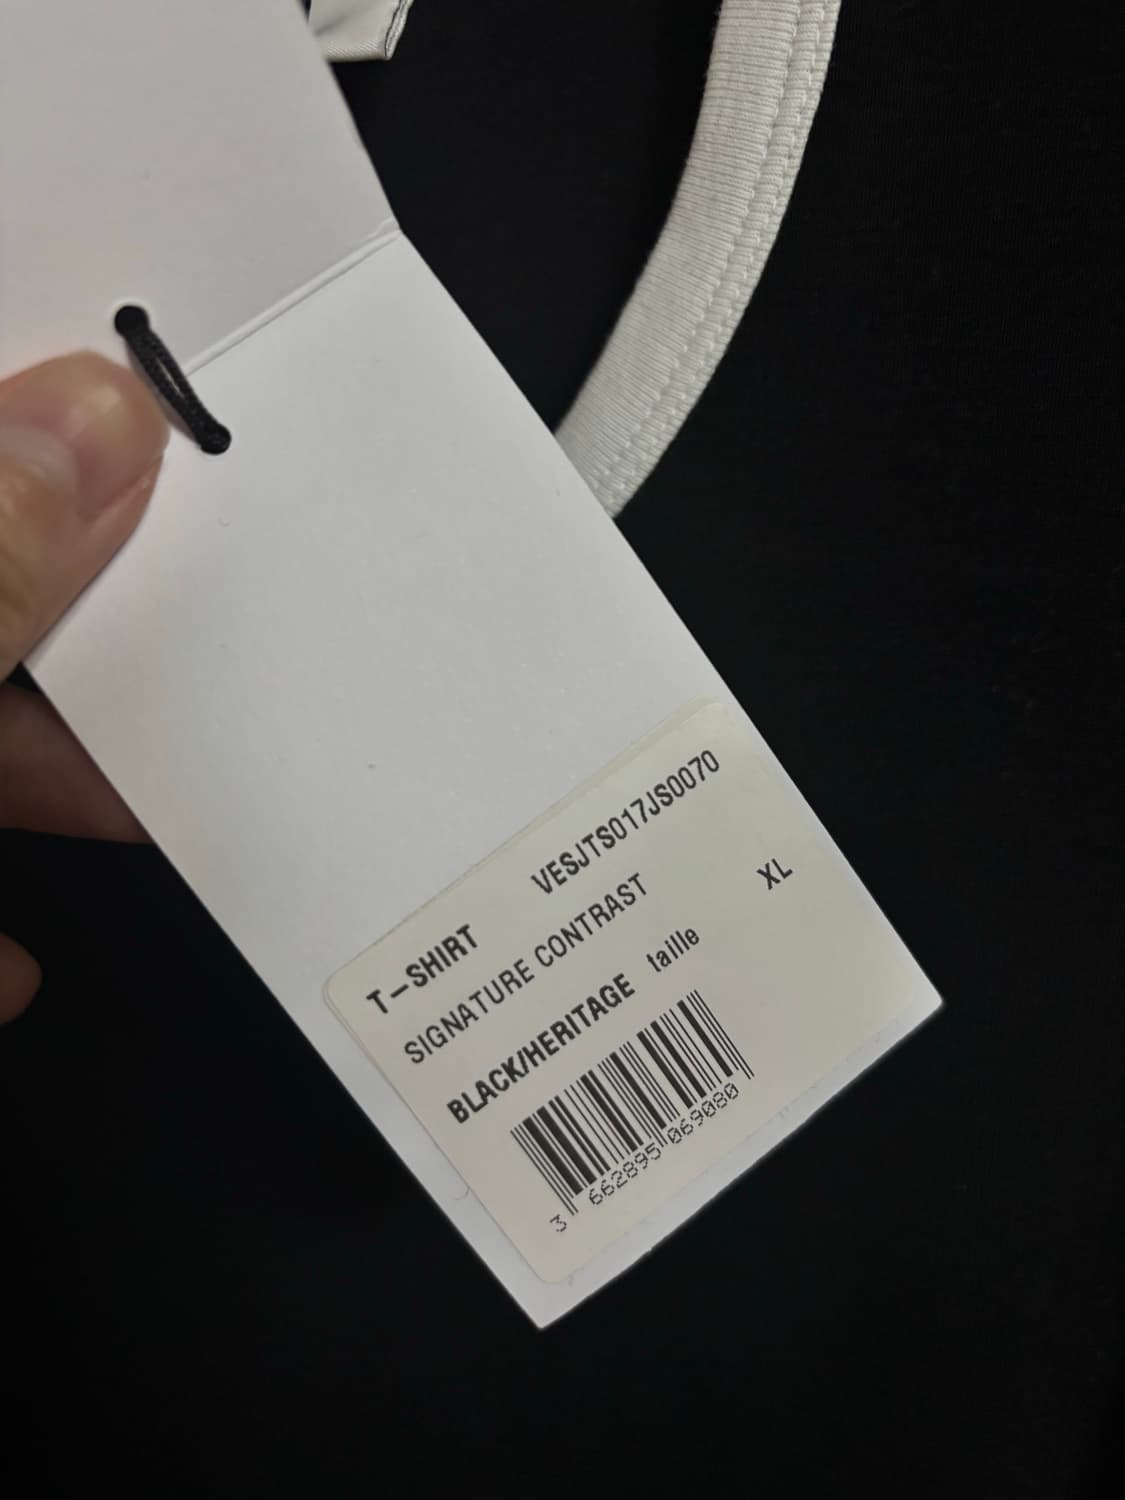 T-SHIRT VESJTS017JS0070
SIGNATURE CONTRAST
BLACK/HERITAGE taille XL
3 662895 069080